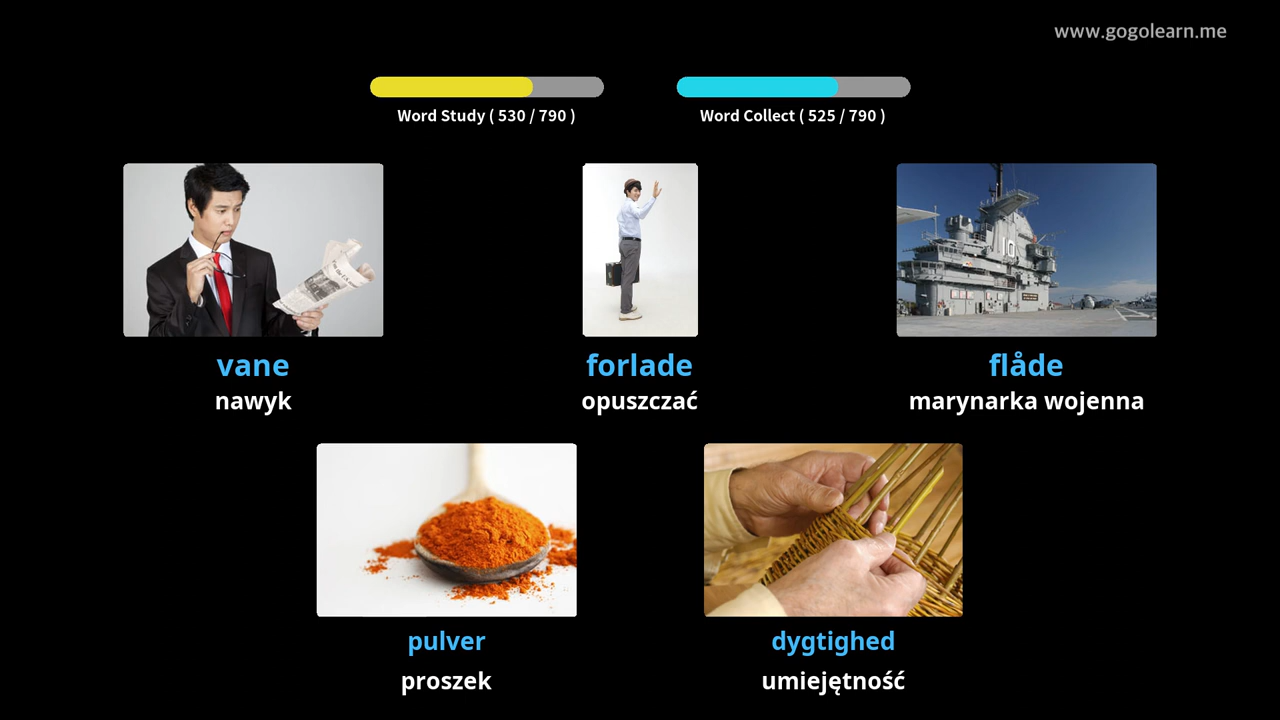 www.gogolearn.me
Word Study ( 530 / 790 )
Word Collect ( 525 / 790 )
vane
nawyk
forlade
opuszczać
flåde
marynarka wojenna
pulver
proszek
dygtighed
umiejętność